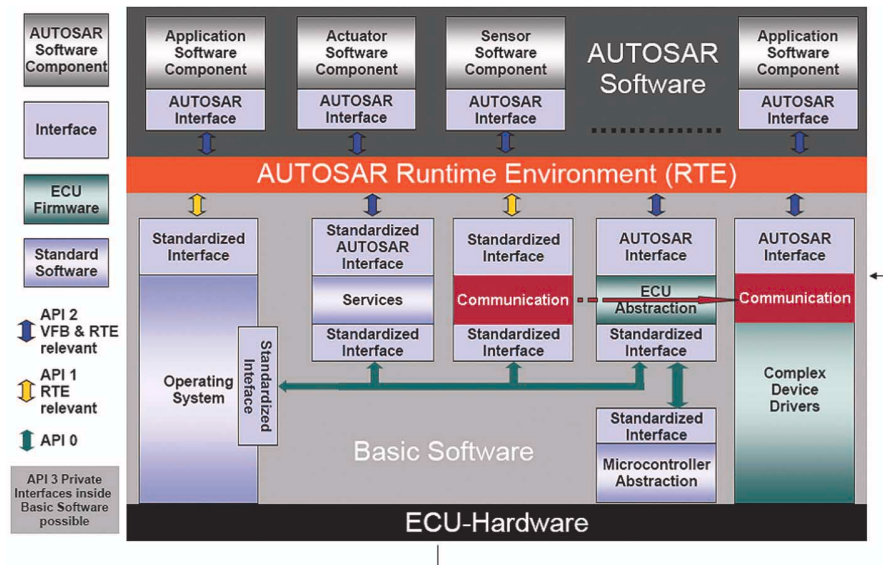 AUTOSAR
Software
Component
Interface
ECU
Firmware
Standard
Software
API 2
VFB & RTE
relevant
API 1
RTE
relevant
API 0
API 3 Private
Interfaces inside
Basic Software
possible
Application
Software
Component
AUTOSAR
Interface
Actuator
Software
Component
AUTOSAR
Interface
Sensor
Software
Component
AUTOSAR
Interface
AUTOSAR
Software
Application
Software
Component
AUTOSAR
Interface
AUTOSAR Runtime Environment (RTE)
Standardized
Interface
Operating
System
Standardized
Interface
Standardized
AUTOSAR
Interface
Services
Standardized
Interface
Standardized
Interface
Communication
Standardized
Interface
AUTOSAR
Interface
ECU
Abstraction
Standardized
Interface
Standardized
Interface
Microcontroller
Abstraction
AUTOSAR
Interface
Communication
Complex
Device
Drivers
Basic Software
ECU-Hardware